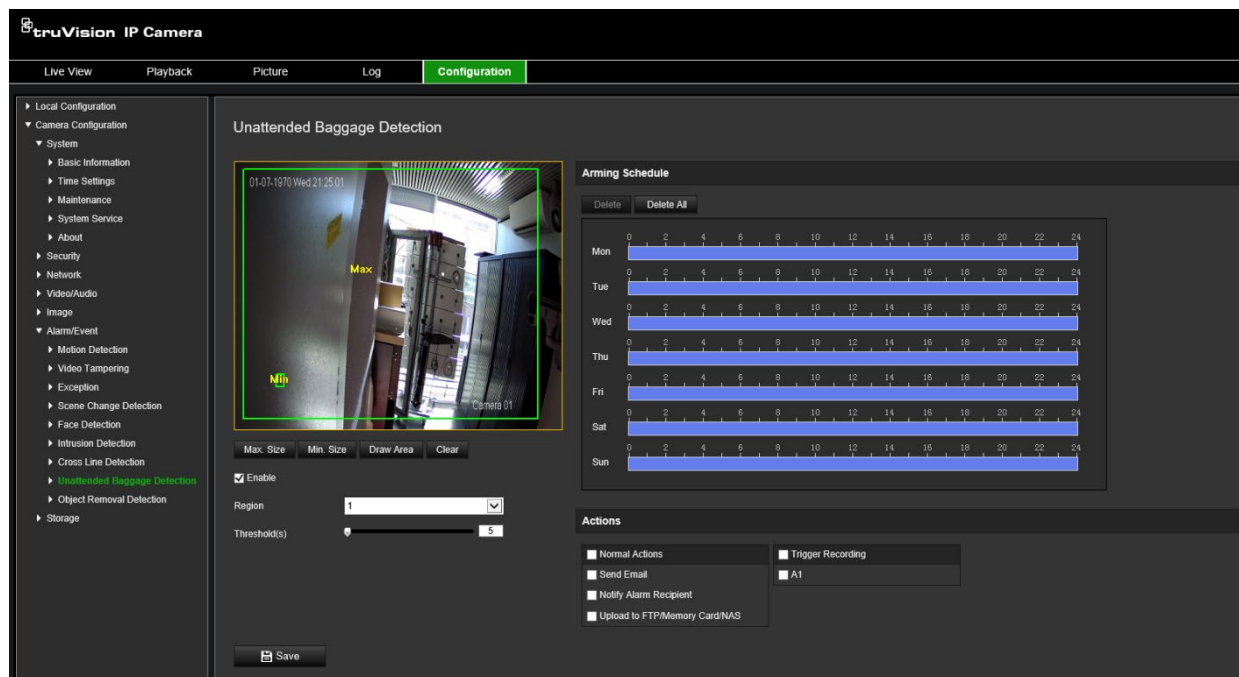 truVision IP Camera
Live View Playback Picture Log Configuration
Local Configuration
Camera Configuration
System
Basic Information
Time Settings
Maintenance
System Service
About
Security
Network
Video/Audio
Image
Alarm/Event
Motion Detection
Video Tampering
Exception
Scene Change Detection
Face Detection
Intrusion Detection
Cross Line Detection
Unattended Baggage Detection
Object Removal Detection
Storage
Unattended Baggage Detection
01-07-1970 Wed 21:25:01
Max
Min
Camera 01
Max. Size Min. Size Draw Area Clear
Enable
Region 1
Threshold(s) 5
Save
Arming Schedule
Delete Delete All
0 2 4 6 8 10 12 14 16 18 20 22 24
Mon
0 2 4 6 8 10 12 14 16 18 20 22 24
Tue
0 2 4 6 8 10 12 14 16 18 20 22 24
Wed
0 2 4 6 8 10 12 14 16 18 20 22 24
Thu
0 2 4 6 8 10 12 14 16 18 20 22 24
Fri
0 2 4 6 8 10 12 14 16 18 20 22 24
Sat
0 2 4 6 8 10 12 14 16 18 20 22 24
Sun
Actions
Normal Actions Trigger Recording
Send Email A1
Notify Alarm Recipient
Upload to FTP/Memory Card/NAS